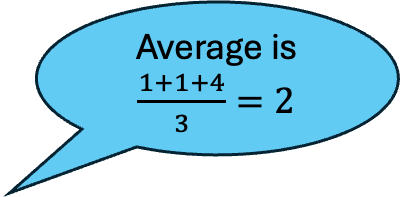 Average is
1+1+4
3 = 2